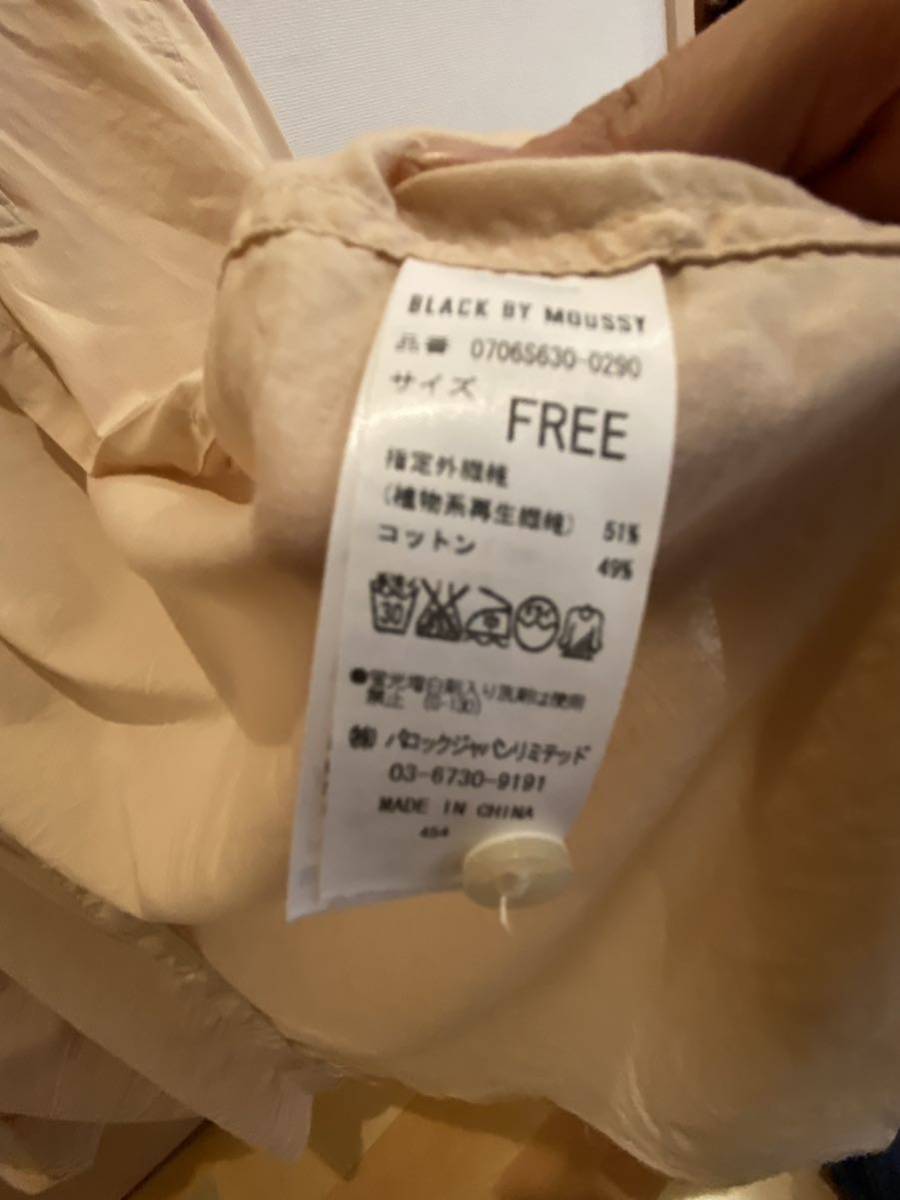 BLACK BY MOUSSY
品番 0706S630-0290
サイズ
FREE
指定外繊維
(植物系再生繊維) 51%
コットン 49%
30
●蛍光増白剤入り洗剤は使用
禁止 (D-130)
㈱ バロックジャパンリミテッド
03-6730-9191
MADE IN CHINA
454